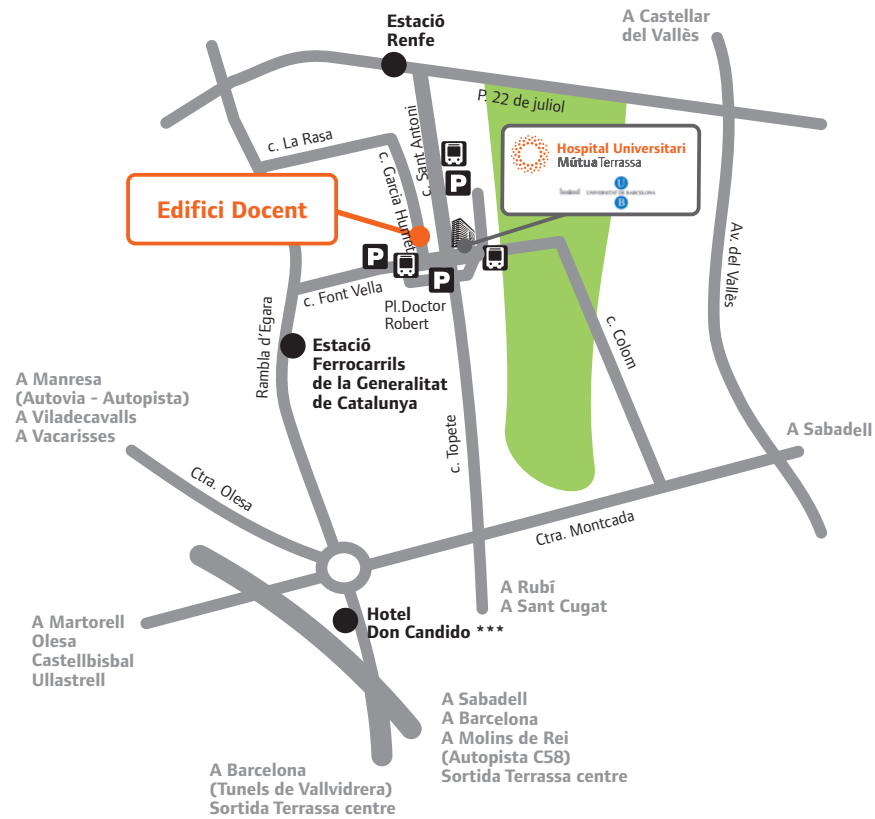 Estació
Renfe
A Castellar
del Vallès
P. 22 de juliol
c. La Rasa
c. Garcia Humet
c. Sant Antoni
Hospital Universitari
MútuaTerrassa
UNIVERSITAT DE BARCELONA
U
B
Edifici Docent
P
P
P
c. Font Vella
Pl.Doctor
Robert
Av. del Vallès
Rambla d'Egara
Estació
Ferrocarrils
de la Generalitat
de Catalunya
c. Colom
A Manresa
(Autovia - Autopista)
A Viladecavalls
A Vacarisses
c. Topete
A Sabadell
Ctra. Olesa
Ctra. Montcada
A Rubí
A Sant Cugat
A Martorell
Olesa
Castellbisbal
Ullastrell
Hotel
Don Candido ***
A Sabadell
A Barcelona
A Molins de Rei
(Autopista C58)
Sortida Terrassa centre
A Barcelona
(Tunels de Vallvidrera)
Sortida Terrassa centre